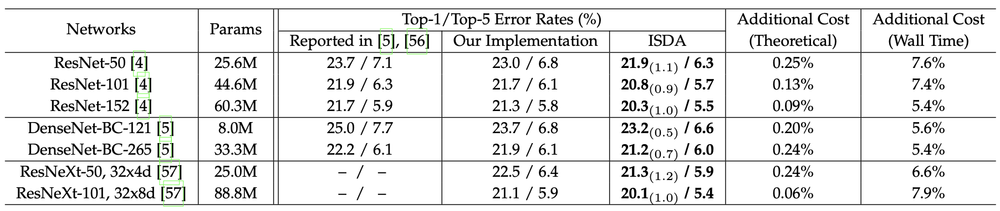 Networks Params Top-1/Top-5 Error Rates (%) Additional Cost (Theoretical) Additional Cost (Wall Time)
Reported in [5], [56] Our Implementation ISDA
ResNet-50 [4] 25.6M 23.7 / 7.1 23.0 / 6.8 21.9(1.1) / 6.3 0.25% 7.6%
ResNet-101 [4] 44.6M 21.9 / 6.3 21.7 / 6.1 20.8(0.9) / 5.7 0.13% 7.4%
ResNet-152 [4] 60.3M 21.7 / 5.9 21.3 / 5.8 20.3(1.0) / 5.5 0.09% 5.4%
DenseNet-BC-121 [5] 8.0M 25.0 / 7.7 23.7 / 6.8 23.2(0.5) / 6.6 0.20% 5.6%
DenseNet-BC-265 [5] 33.3M 22.2 / 6.1 21.9 / 6.1 21.2(0.7) / 6.0 0.24% 5.4%
ResNeXt-50, 32x4d [57] 25.0M – / – 22.5 / 6.4 21.3(1.2) / 5.9 0.24% 6.6%
ResNeXt-101, 32x8d [57] 88.8M – / – 21.1 / 5.9 20.1(1.0) / 5.4 0.06% 7.9%